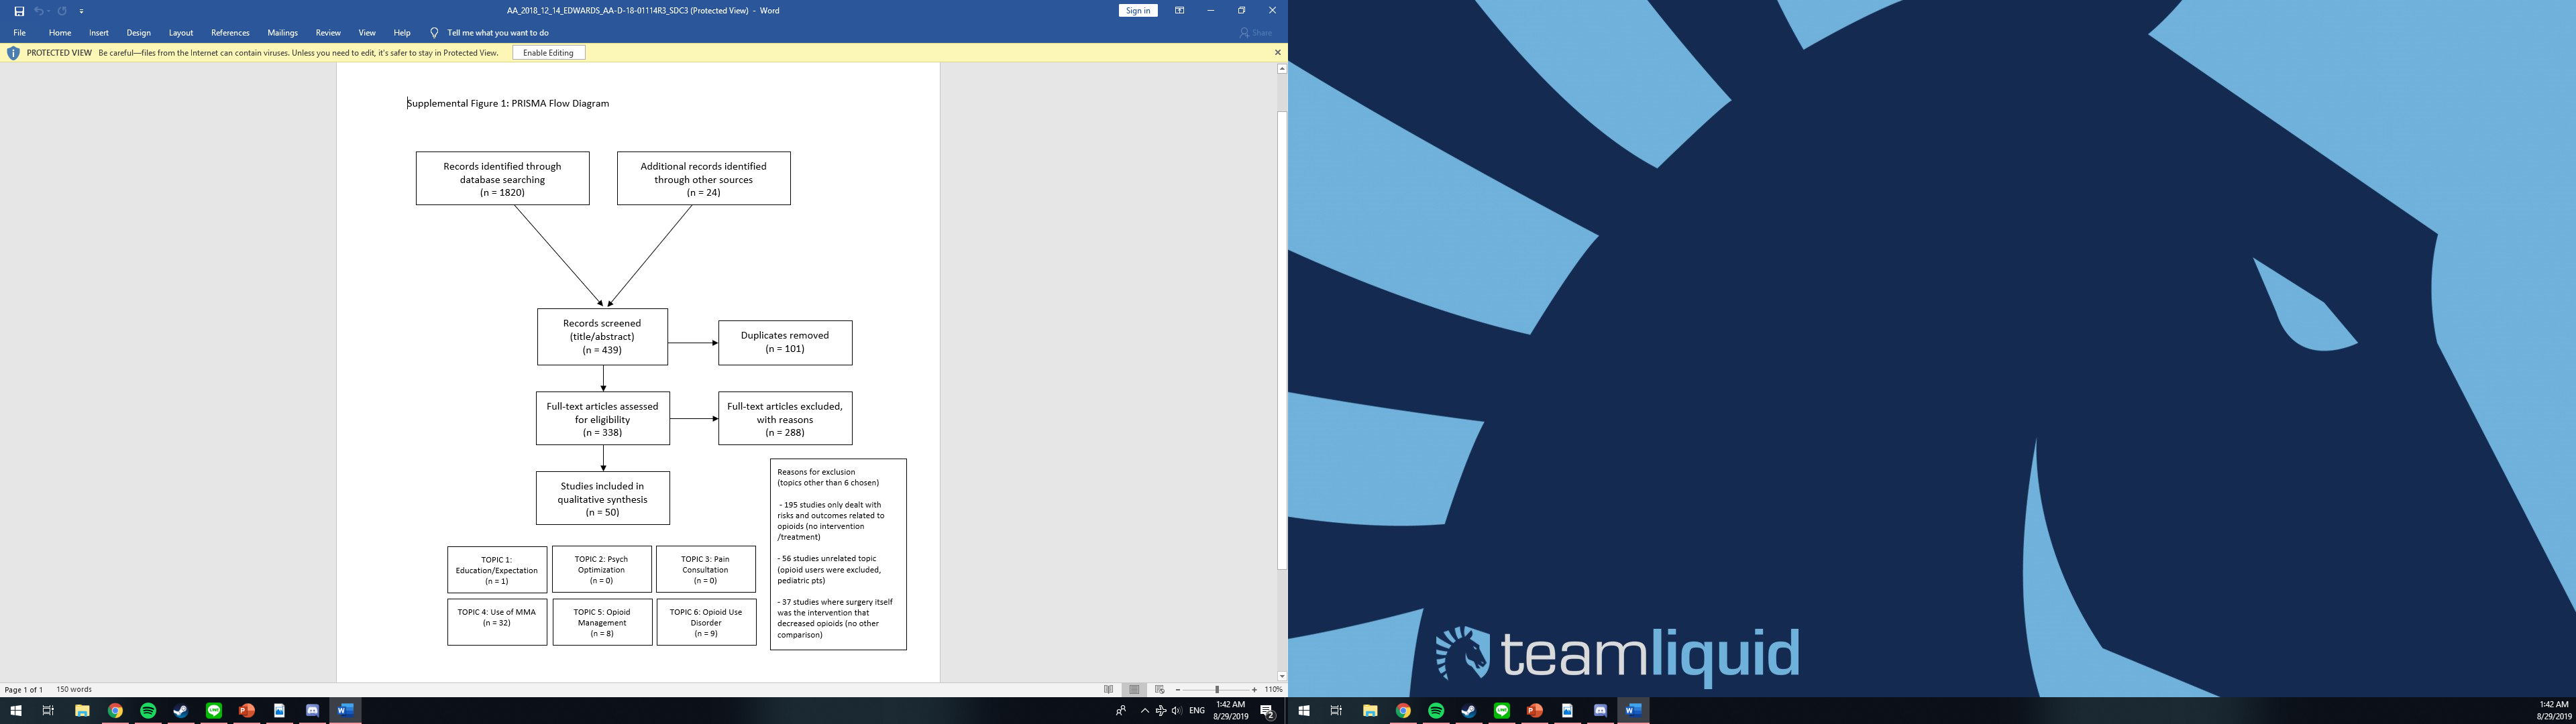 AA_2018_12_14_EDWARDS_AA-D-18-01114R3_SDC3 (Protected View) - Word
Sign in
File Home Insert Design Layout References Mailings Review View Help Tell me what you want to do
Share
PROTECTED VIEW Be careful—files from the Internet can contain viruses. Unless you need to edit, it's safer to stay in Protected View. Enable Editing
Supplemental Figure 1: PRISMA Flow Diagram
Records identified through
database searching
(n = 1820)
Additional records identified
through other sources
(n = 24)
Records screened
(title/abstract)
(n = 439)
Duplicates removed
(n = 101)
Full-text articles assessed
for eligibility
(n = 338)
Full-text articles excluded,
with reasons
(n = 288)
Studies included in
qualitative synthesis
(n = 50)
Reasons for exclusion
(topics other than 6 chosen)
- 195 studies only dealt with
risks and outcomes related to
opioids (no intervention
/treatment)
- 56 studies unrelated topic
(opioid users were excluded,
pediatric pts)
- 37 studies where surgery itself
was the intervention that
decreased opioids (no other
comparison)
TOPIC 1:
Education/Expectation
(n = 1)
TOPIC 2: Psych
Optimization
(n = 0)
TOPIC 3: Pain
Consultation
(n = 0)
TOPIC 4: Use of MMA
(n = 32)
TOPIC 5: Opioid
Management
(n = 8)
TOPIC 6: Opioid Use
Disorder
(n = 9)
Page 1 of 1 150 words
110%
ENG
1:42 AM
8/29/2019
2
teamliquid
1:42 AM
8/29/2019